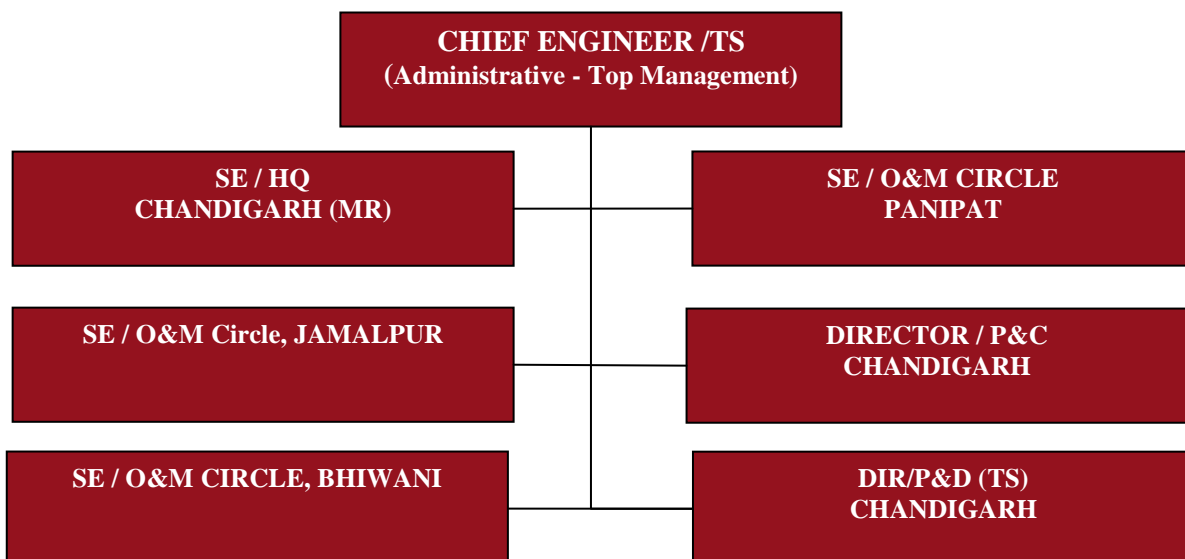 CHIEF ENGINEER /TS
(Administrative - Top Management)
SE / HQ
CHANDIGARH (MR)
SE / O&M CIRCLE
PANIPAT
SE / O&M Circle, JAMALPUR
DIRECTOR / P&C
CHANDIGARH
SE / O&M CIRCLE, BHIWANI
DIR/P&D (TS)
CHANDIGARH